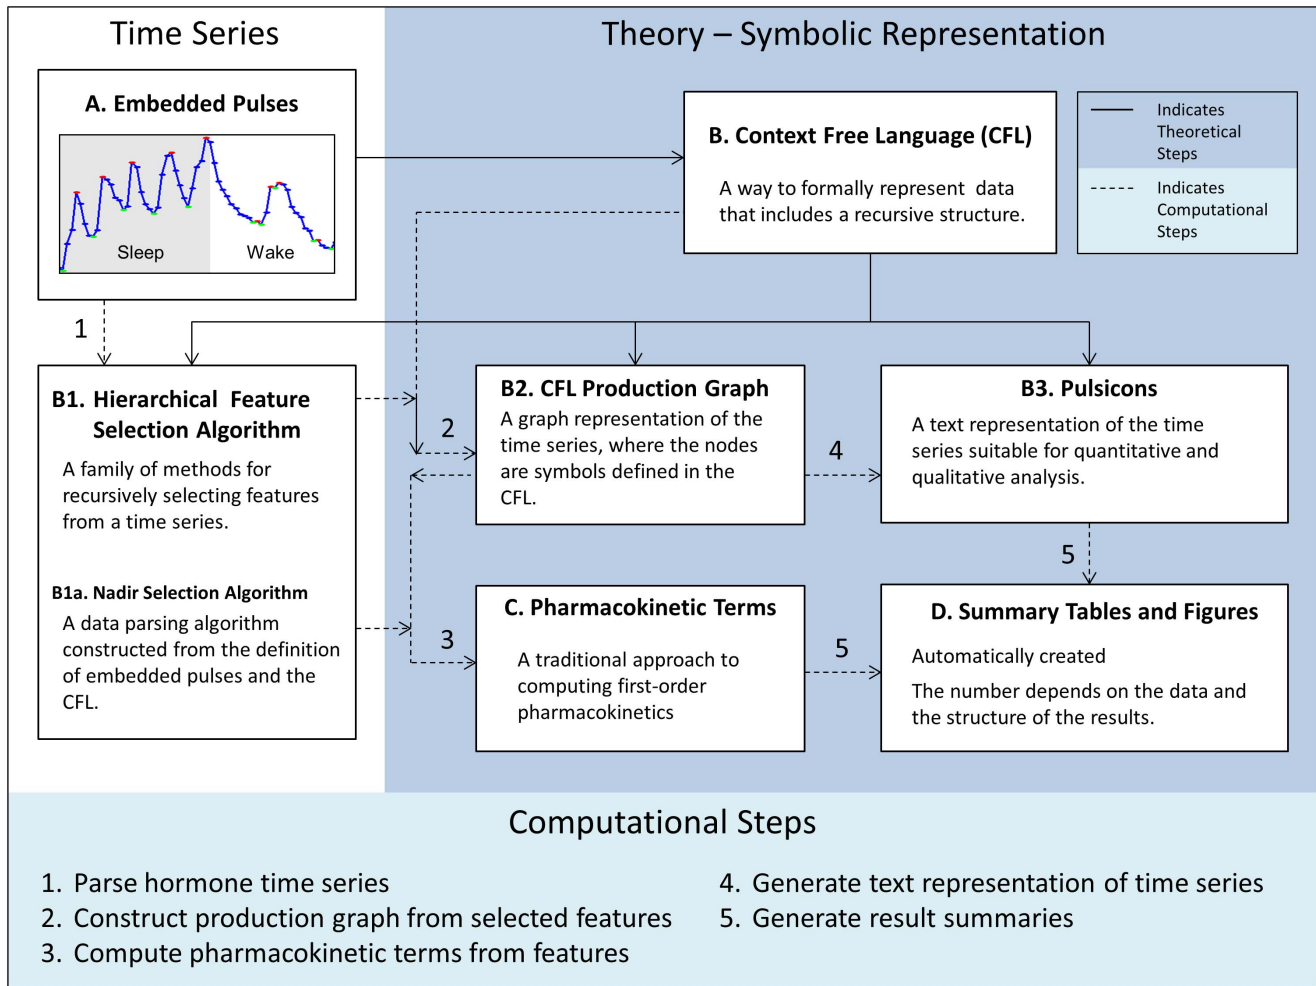 Time Series
Theory – Symbolic Representation
A. Embedded Pulses
Sleep
Wake
B. Context Free Language (CFL)
A way to formally represent data
that includes a recursive structure.
Indicates
Theoretical
Steps
Indicates
Computational
Steps
1
B1. Hierarchical Feature
Selection Algorithm
A family of methods for
recursively selecting features
from a time series.
B1a. Nadir Selection Algorithm
A data parsing algorithm
constructed from the definition
of embedded pulses and the
CFL.
2
B2. CFL Production Graph
A graph representation of the
time series, where the nodes
are symbols defined in the
CFL.
4
B3. Pulsicons
A text representation of the time
series suitable for quantitative and
qualitative analysis.
5
3
C. Pharmacokinetic Terms
A traditional approach to
computing first-order
pharmacokinetics
5
D. Summary Tables and Figures
Automatically created
The number depends on the data and
the structure of the results.
Computational Steps
1. Parse hormone time series
2. Construct production graph from selected features
3. Compute pharmacokinetic terms from features
4. Generate text representation of time series
5. Generate result summaries